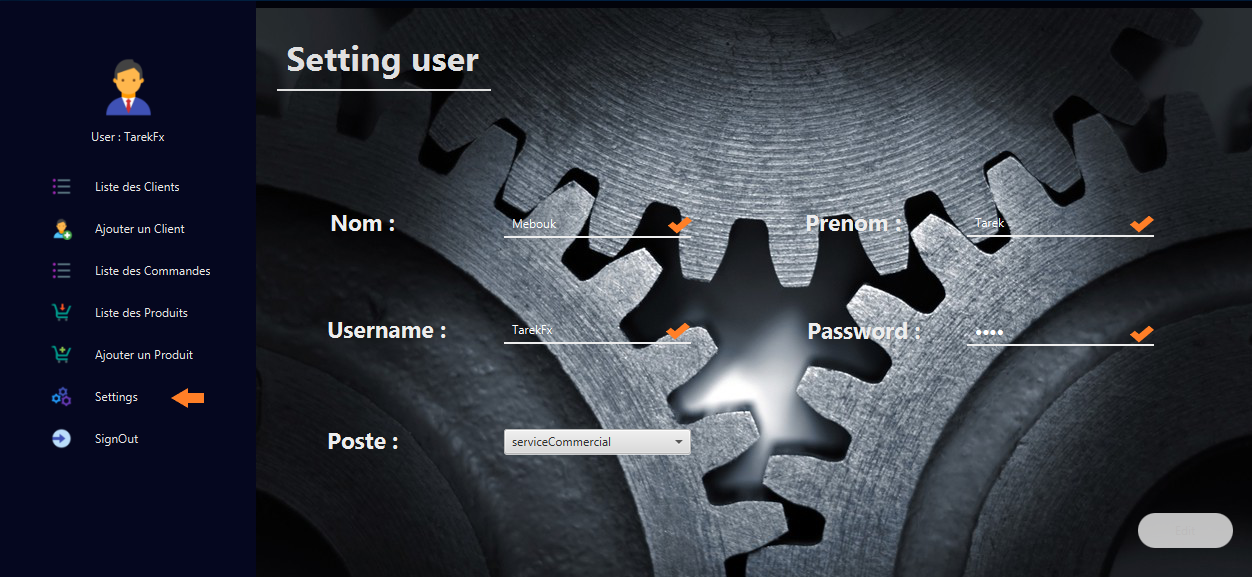 User : TarekFx
Liste des Clients
Ajouter un Client
Liste des Commandes
Liste des Produits
Ajouter un Produit
Settings
SignOut
Setting user
Nom :
Mebouk
Prenom :
Tarek
Username :
TarekFx
Password :
••••
Poste :
serviceCommercial
Edit